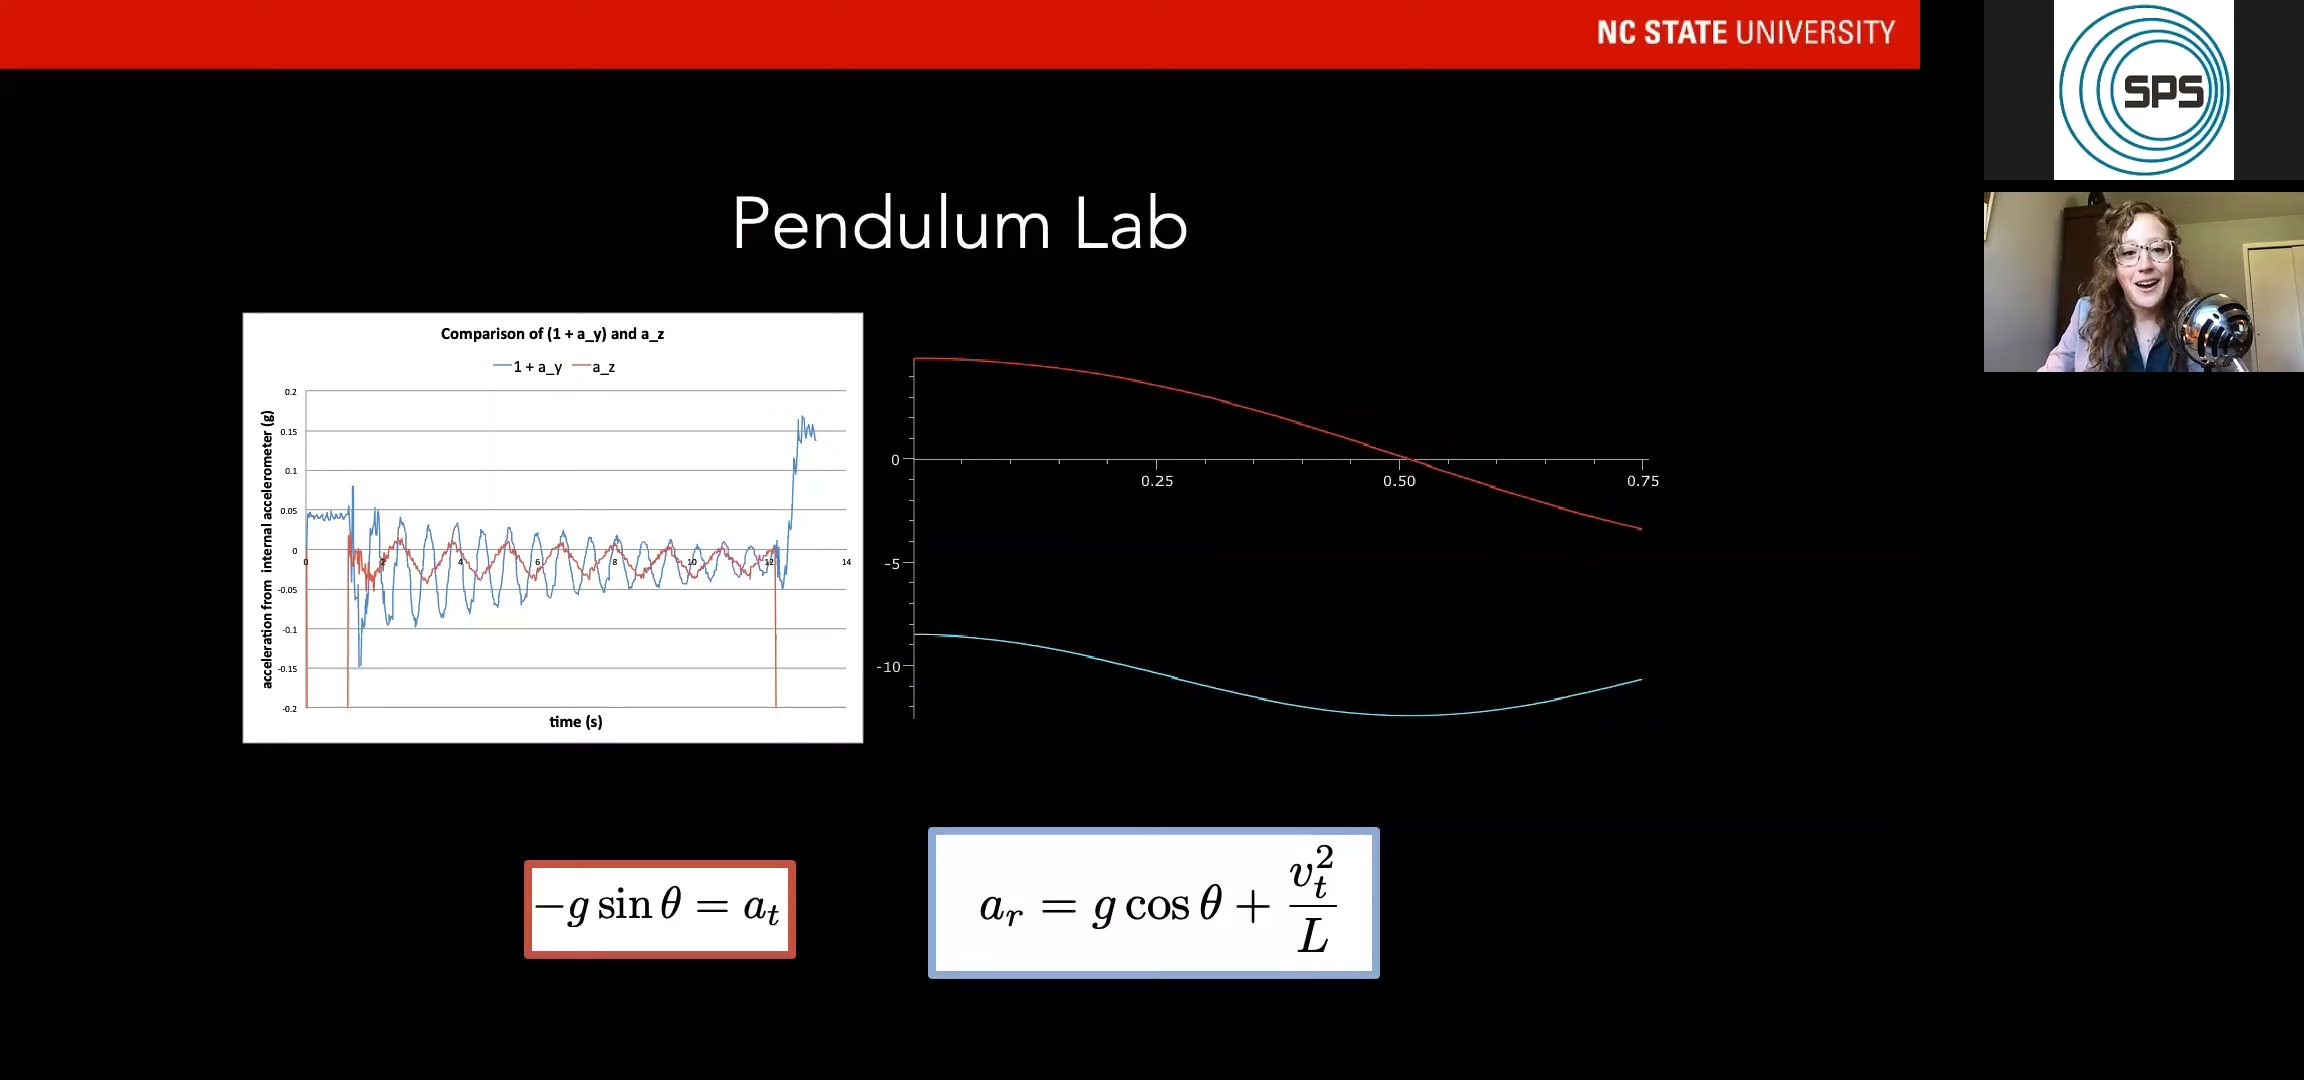 NC STATE UNIVERSITY
SPS
Pendulum Lab
Comparison of (1 + a_y) and a_z
1 + a_y a_z
acceleration from internal accelerometer (g)
0.2
0.15
0.1
0.05
0
-0.05
-0.1
-0.15
-0.2
0 2 4 6 8 10 12 14
time (s)
0
-5
-10
0.25 0.50 0.75
−g sin θ = a_t
a_r = g cos θ + v_t^2 / L